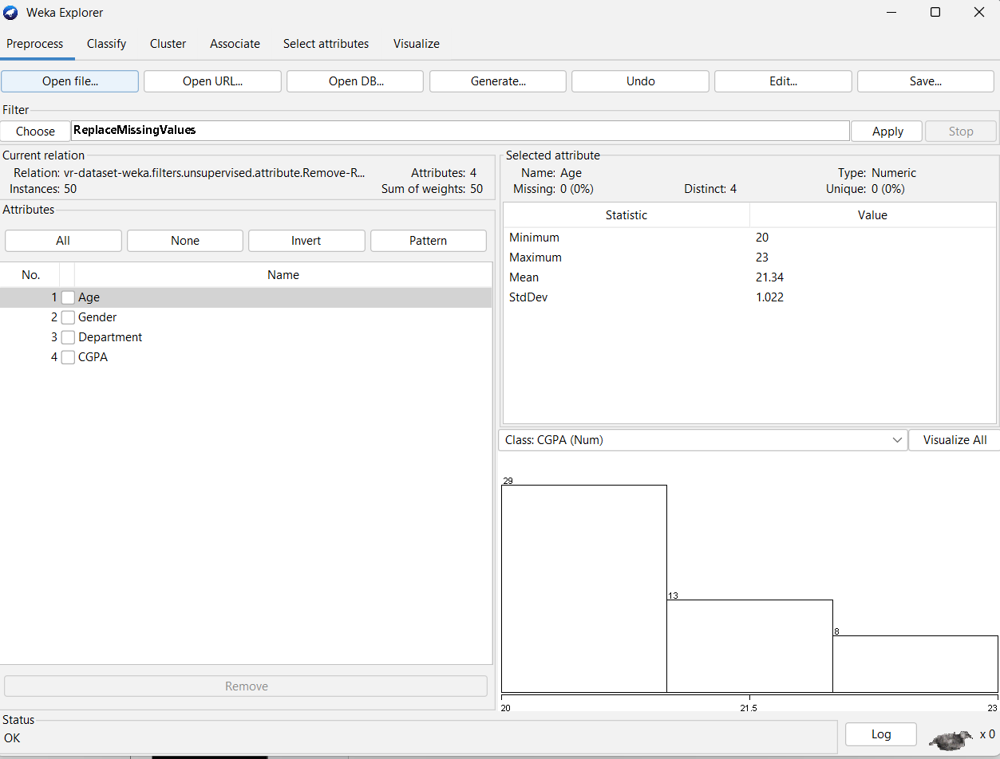 Weka Explorer
Preprocess Classify Cluster Associate Select attributes Visualize
Open file... Open URL... Open DB... Generate... Undo Edit... Save...
Filter
Choose ReplaceMissingValues Apply Stop
Current relation
Relation: vr-dataset-weka.filters.unsupervised.attribute.Remove-R... Attributes: 4
Instances: 50 Sum of weights: 50
Attributes
All None Invert Pattern
No. Name
1 Age
2 Gender
3 Department
4 CGPA
Remove
Selected attribute
Name: Age Type: Numeric
Missing: 0 (0%) Distinct: 4 Unique: 0 (0%)
Statistic Value
Minimum 20
Maximum 23
Mean 21.34
StdDev 1.022
Class: CGPA (Num) Visualize All
29
13
8
20 21.5 23
Status
OK Log x 0